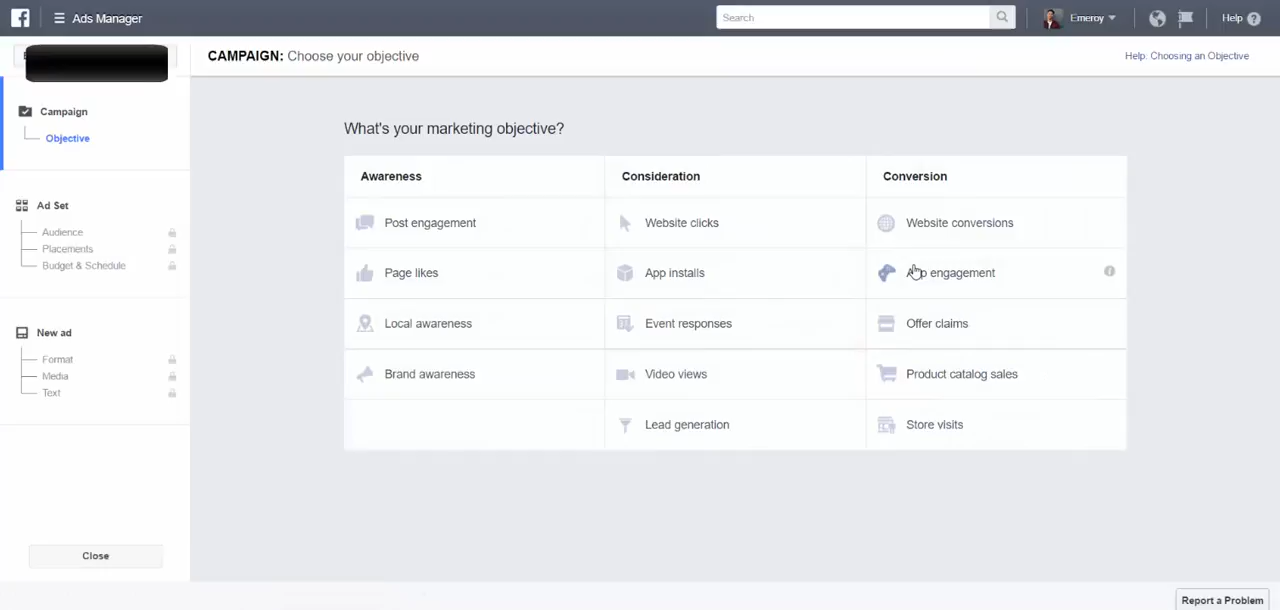 Ads Manager
Search
Emeroy
Help
CAMPAIGN: Choose your objective
Help: Choosing an Objective
Campaign
Objective
Ad Set
Audience
Placements
Budget & Schedule
New ad
Format
Media
Text
Close
What's your marketing objective?
Awareness Consideration Conversion
Post engagement Website clicks Website conversions
Page likes App installs App engagement
Local awareness Event responses Offer claims
Brand awareness Video views Product catalog sales
Lead generation Store visits
Report a Problem